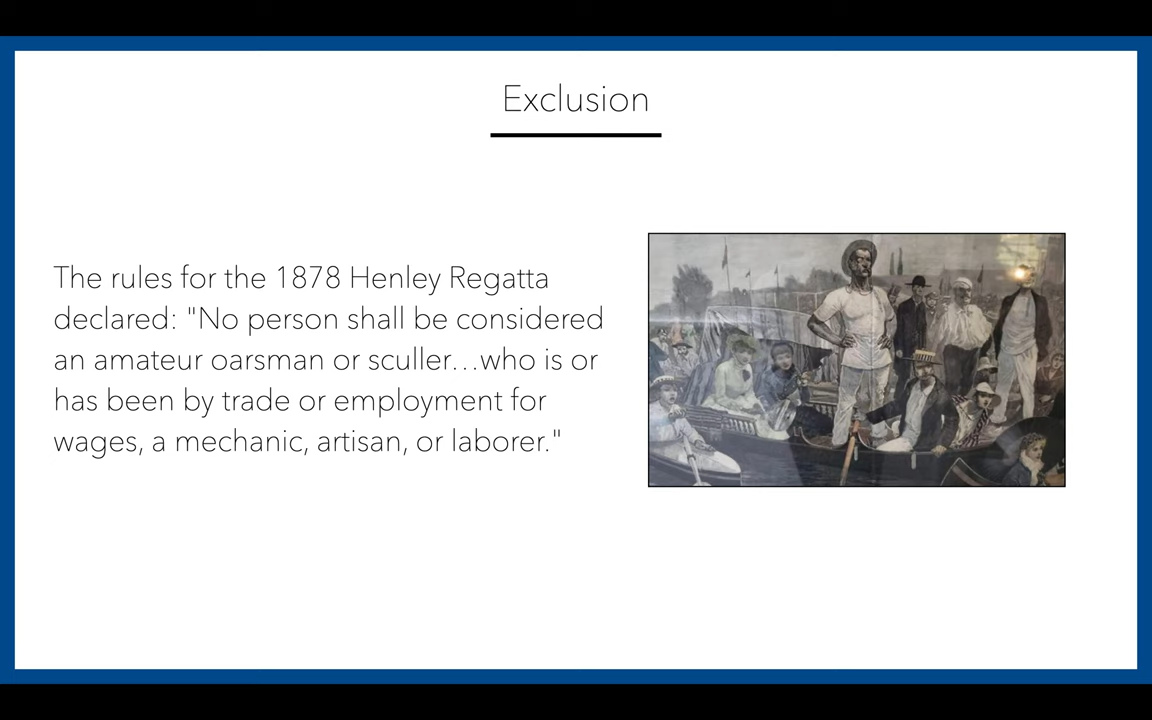 Exclusion
The rules for the 1878 Henley Regatta
declared: "No person shall be considered
an amateur oarsman or sculler…who is or
has been by trade or employment for
wages, a mechanic, artisan, or laborer."